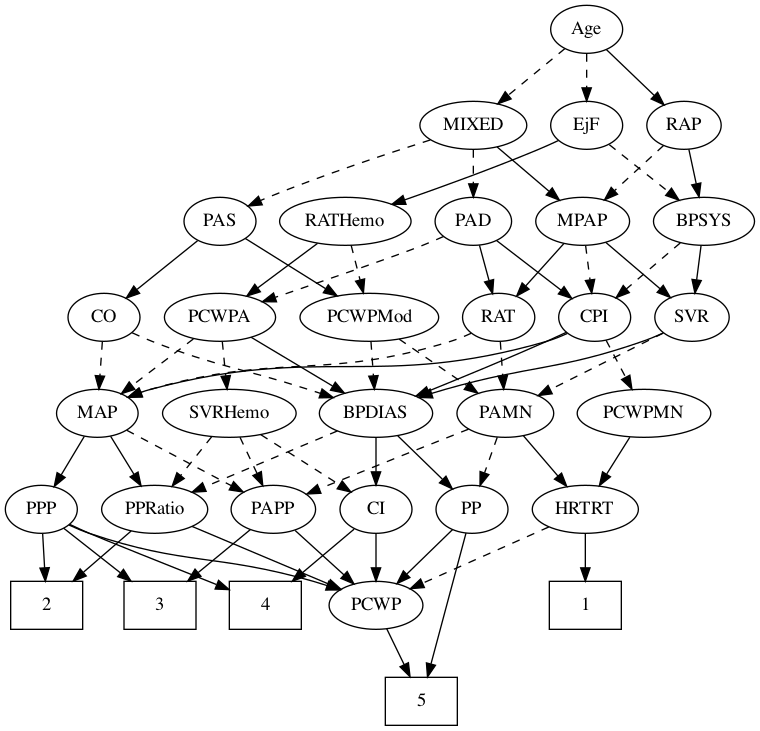 Age
MIXED
EjF
RAP
PAS
RATHemo
PAD
MPAP
BPSYS
CO
PCWPA
PCWPMod
RAT
CPI
SVR
MAP
SVRHemo
BPDIAS
PAMN
PCWPMN
PPP
PPRatio
PAPP
CI
PP
HRTRT
2
3
4
PCWP
1
5